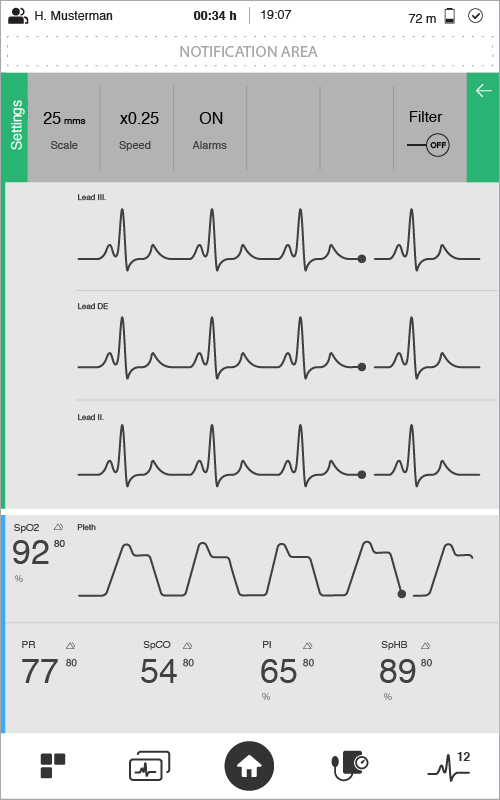 H. Musterman 00:34 h 19:07 72 m
NOTIFICATION AREA
Settings
25 mms x0.25 ON Filter
Scale Speed Alarms OFF
Lead III.
Lead DE
Lead II.
SpO2 Pleth
92 80
%
PR SpCO PI SpHB
77 80 54 80 65 80 89 80
% %
12